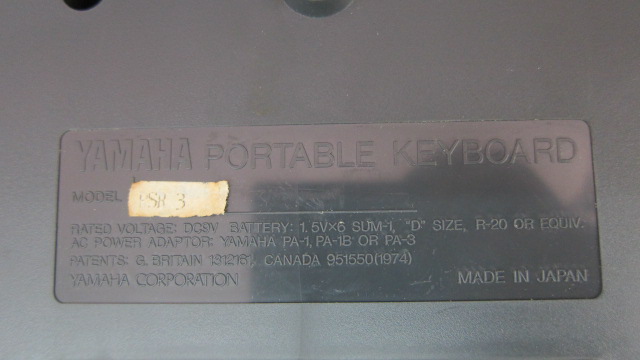 YAMAHA PORTABLE KEYBOARD
MODEL PSR 3
RATED VOLTAGE: DC9V BATTERY: 1.5V×6 SUM-1, "D" SIZE, R-20 OR EQUIV.
AC POWER ADAPTOR: YAMAHA PA-1, PA-1B OR PA-3
PATENTS: G. BRITAIN 1312161, CANADA 951550(1974)
YAMAHA CORPORATION MADE IN JAPAN